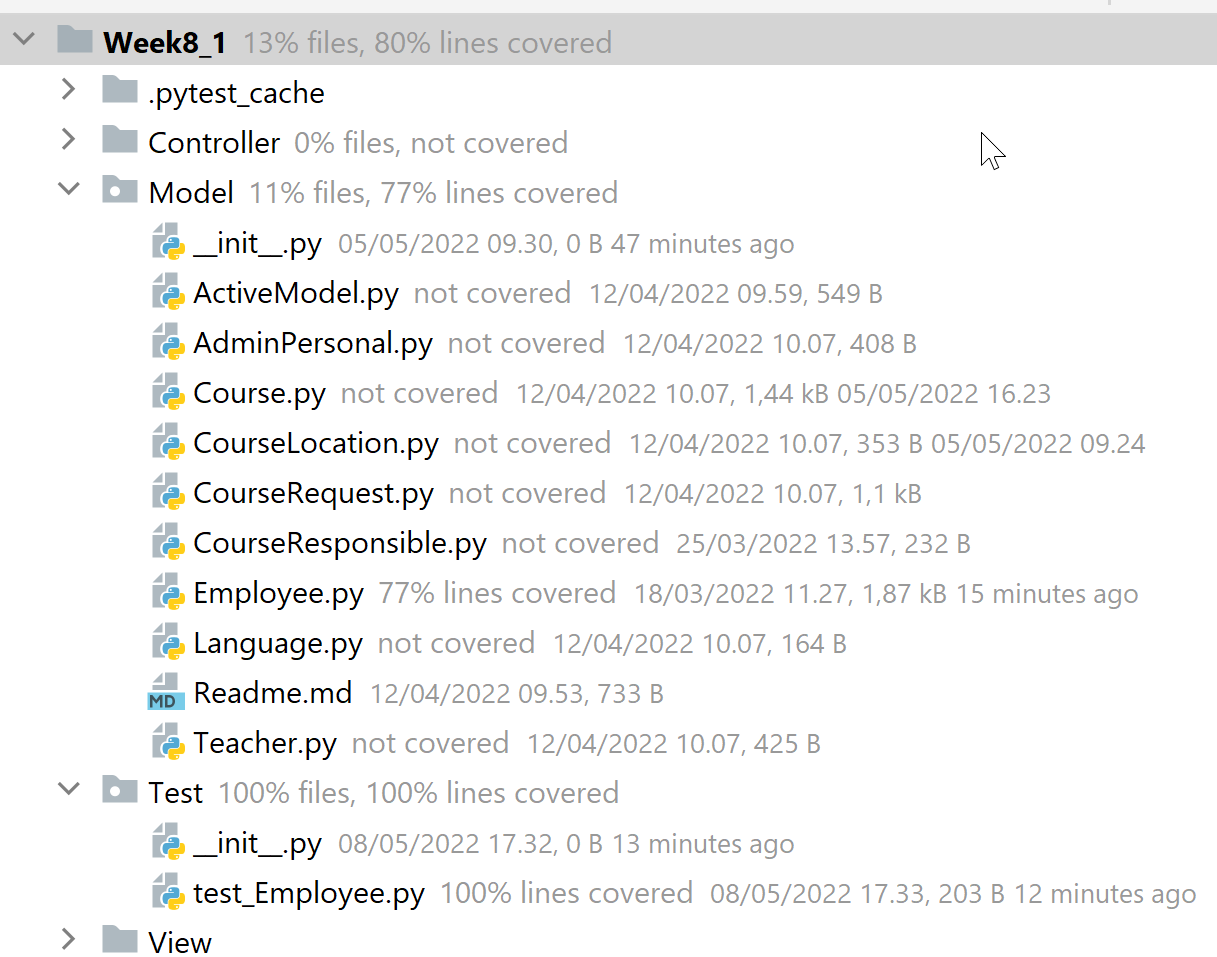 Week8_1 13% files, 80% lines covered
.pytest_cache
Controller 0% files, not covered
Model 11% files, 77% lines covered
__init__.py 05/05/2022 09.30, 0 B 47 minutes ago
ActiveModel.py not covered 12/04/2022 09.59, 549 B
AdminPersonal.py not covered 12/04/2022 10.07, 408 B
Course.py not covered 12/04/2022 10.07, 1,44 kB 05/05/2022 16.23
CourseLocation.py not covered 12/04/2022 10.07, 353 B 05/05/2022 09.24
CourseRequest.py not covered 12/04/2022 10.07, 1,1 kB
CourseResponsible.py not covered 25/03/2022 13.57, 232 B
Employee.py 77% lines covered 18/03/2022 11.27, 1,87 kB 15 minutes ago
Language.py not covered 12/04/2022 10.07, 164 B
MD Readme.md 12/04/2022 09.53, 733 B
Teacher.py not covered 12/04/2022 10.07, 425 B
Test 100% files, 100% lines covered
__init__.py 08/05/2022 17.32, 0 B 13 minutes ago
test_Employee.py 100% lines covered 08/05/2022 17.33, 203 B 12 minutes ago
View